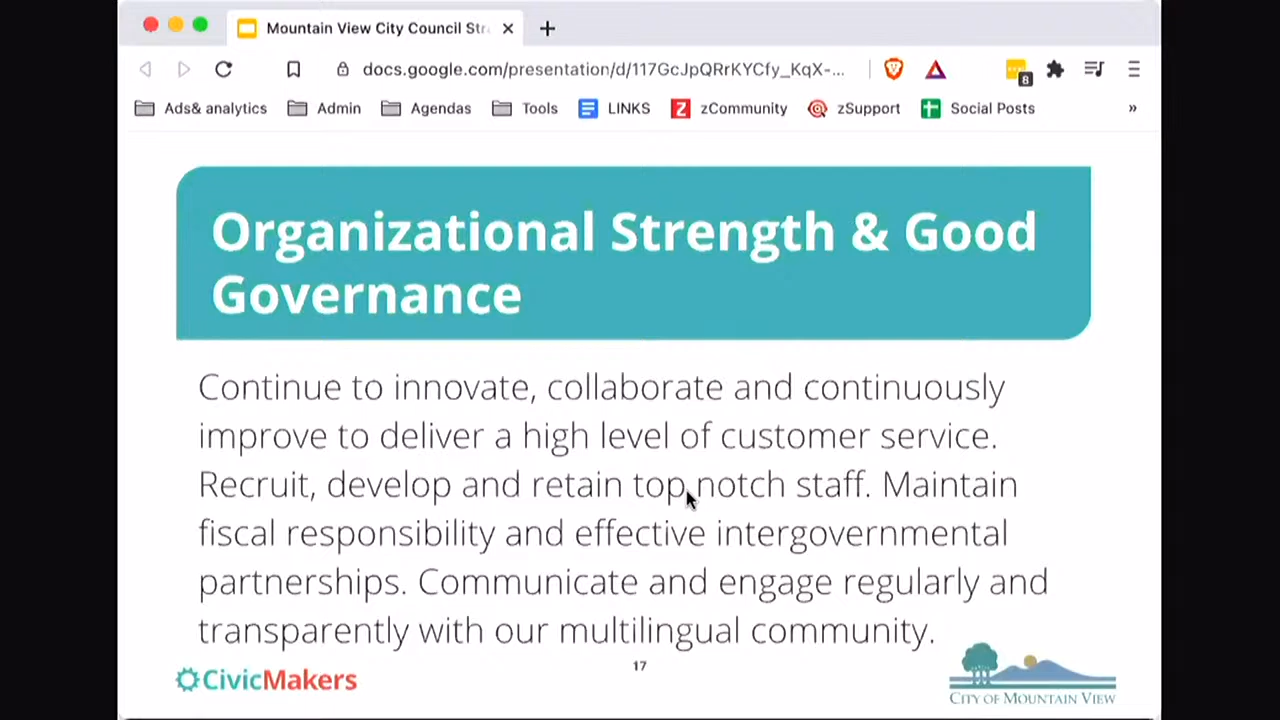 Mountain View City Council Str
docs.google.com/presentation/d/117GcJpQRrKYCfy_KqX-...
8
Ads& analytics
Admin
Agendas
Tools
LINKS
zCommunity
zSupport
Social Posts
»
Organizational Strength & Good
Governance
Continue to innovate, collaborate and continuously
improve to deliver a high level of customer service.
Recruit, develop and retain top notch staff. Maintain
fiscal responsibility and effective intergovernmental
partnerships. Communicate and engage regularly and
transparently with our multilingual community.
CivicMakers
17
CITY OF MOUNTAIN VIEW